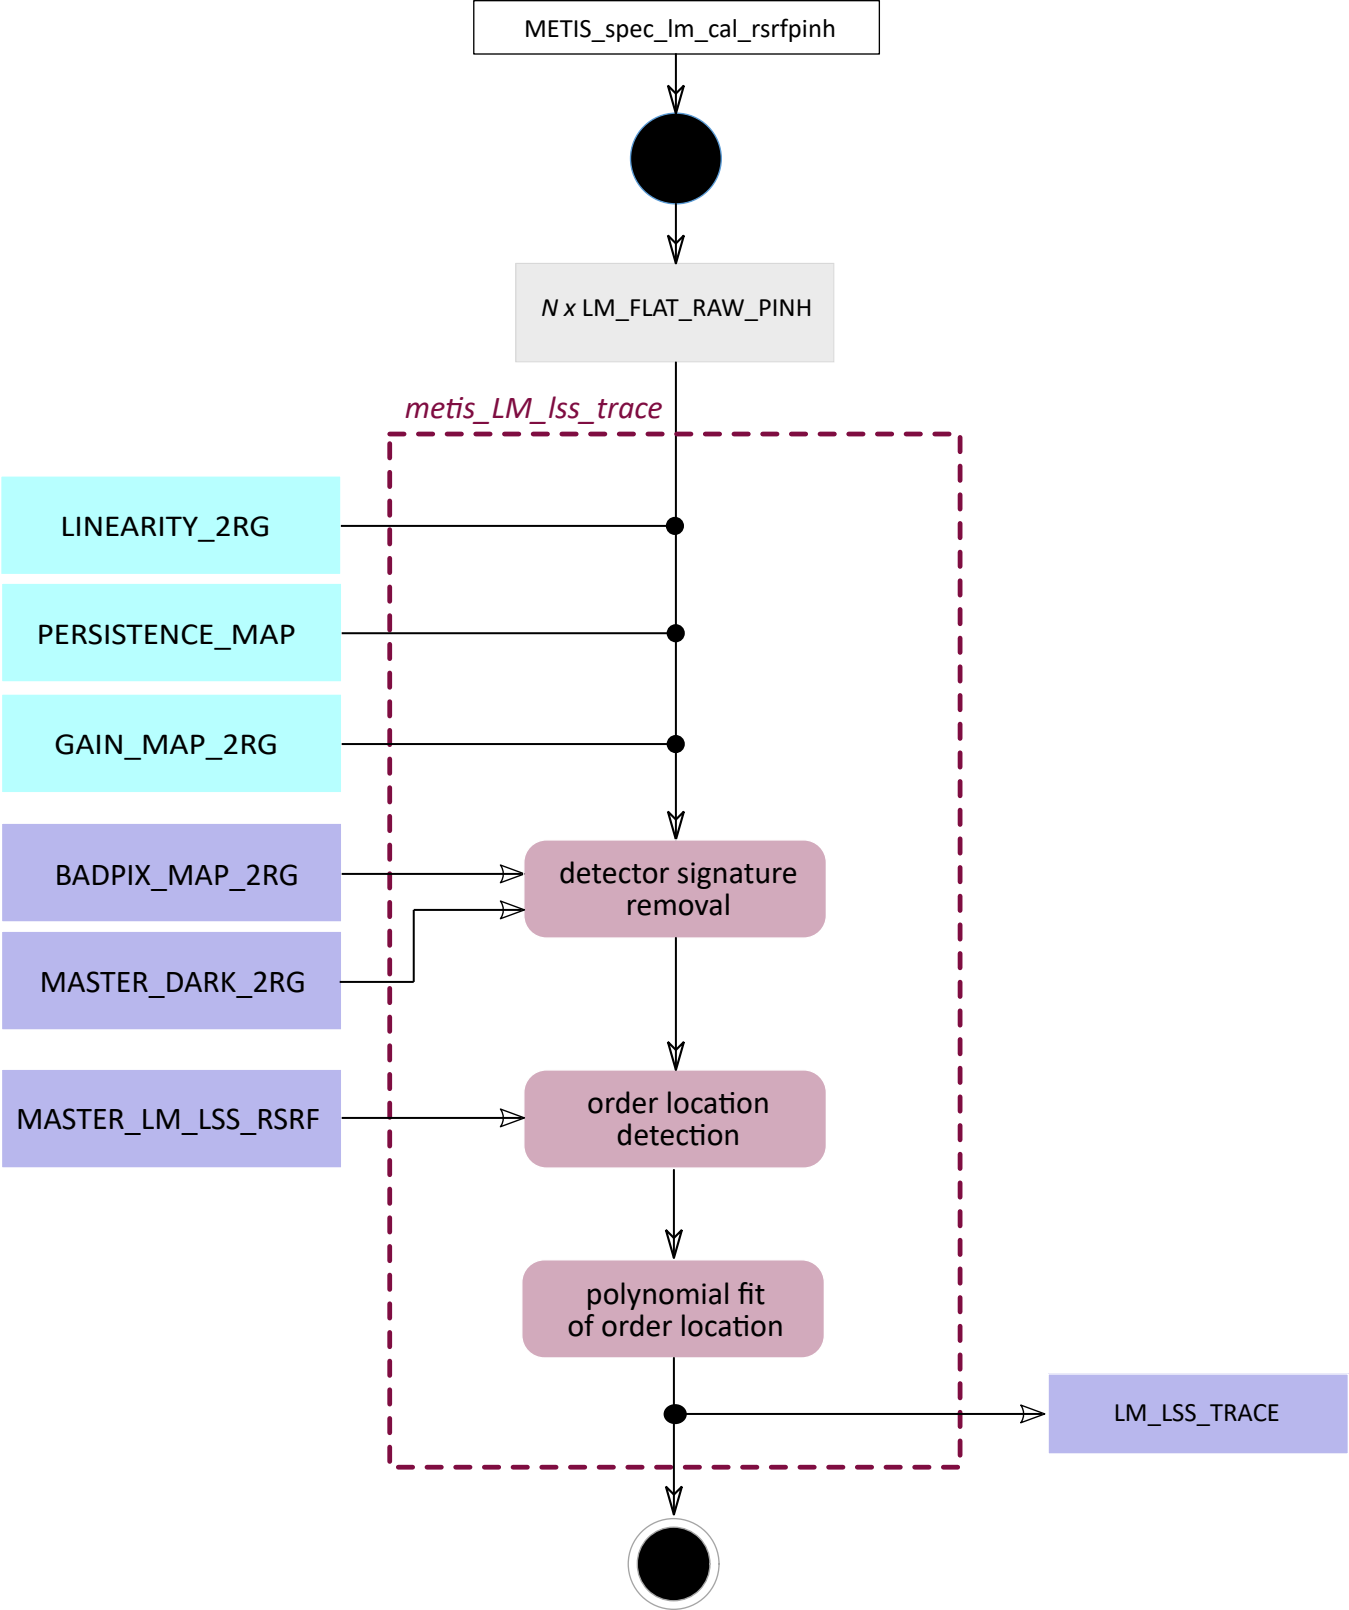 METIS_spec_lm_cal_rsrfpinh
N x LM_FLAT_RAW_PINH
metis_LM_lss_trace
LINEARITY_2RG
PERSISTENCE_MAP
GAIN_MAP_2RG
BADPIX_MAP_2RG
detector signature
removal
MASTER_DARK_2RG
MASTER_LM_LSS_RSRF
order location
detection
polynomial fit
of order location
LM_LSS_TRACE